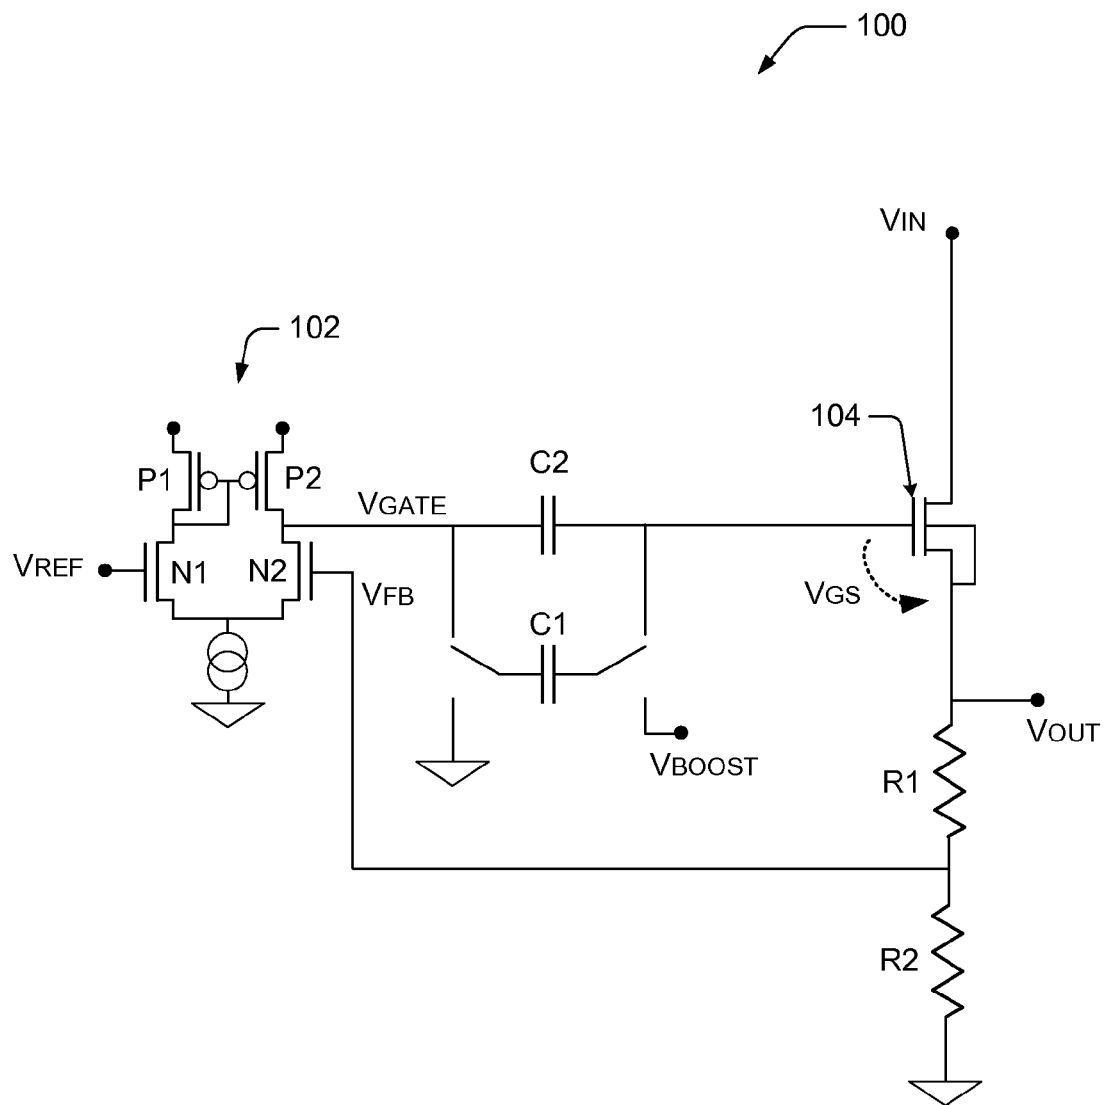 100
VIN
102
104
P1
P2
C2
VGATE
VREF
N1
N2
VFB
VGS
C1
VOUT
VBOOST
R1
R2